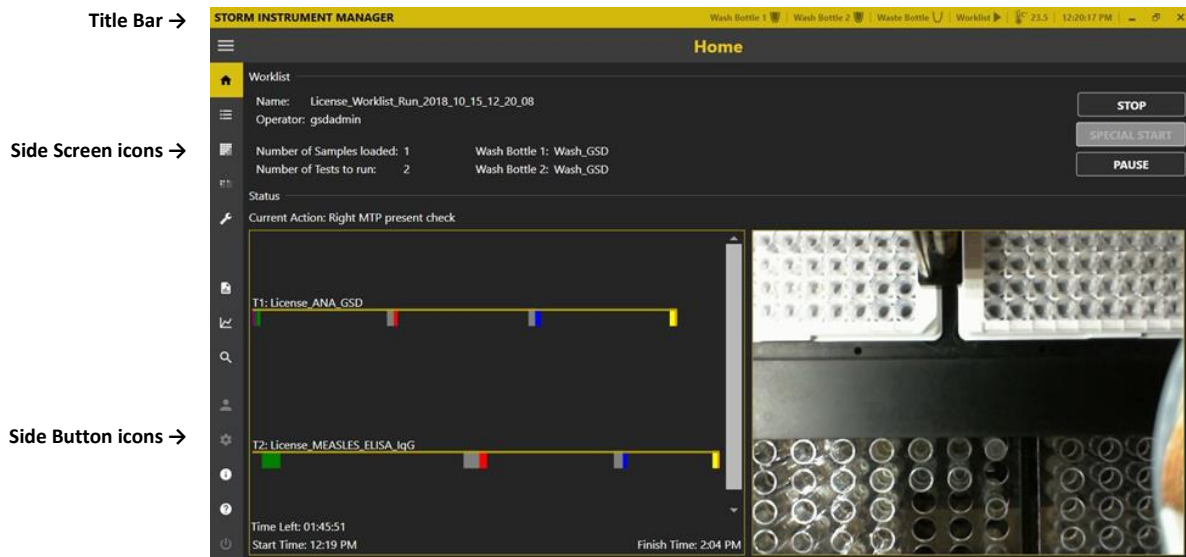 Title Bar →
STORM INSTRUMENT MANAGER
Wash Bottle 1 | Wash Bottle 2 | Waste Bottle | Worklist | °C 23.5 | 12:20:17 PM
Home
Worklist
Name: License_Worklist_Run_2018_10_15_12_20_08
Operator: gsdadmin
STOP
SPECIAL START
Side Screen icons →
Number of Samples loaded: 1 Wash Bottle 1: Wash_GSD
Number of Tests to run: 2 Wash Bottle 2: Wash_GSD
PAUSE
Status
Current Action: Right MTP present check
T1: License_ANA_GSD
Side Button icons →
T2: License_MEASLES_ELISA_IgG
Time Left: 01:45:51
Start Time: 12:19 PM Finish Time: 2:04 PM